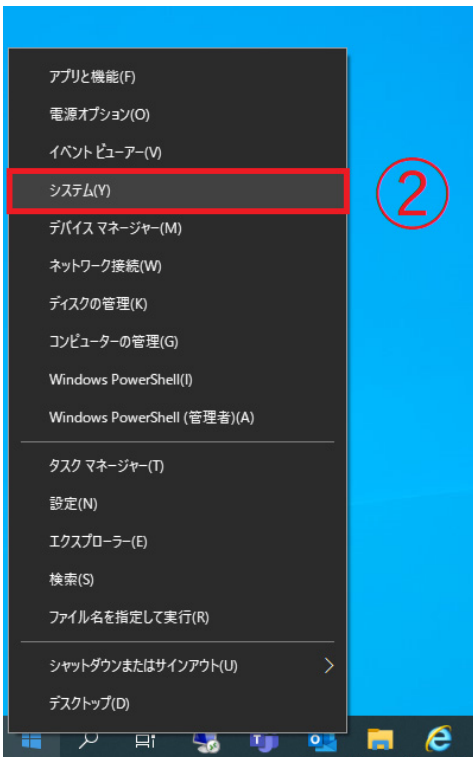 アプリと機能(F)
電源オプション(O)
イベント ビューアー(V)
システム(Y)
②
デバイス マネージャー(M)
ネットワーク接続(W)
ディスクの管理(K)
コンピューターの管理(G)
Windows PowerShell(I)
Windows PowerShell (管理者)(A)
タスク マネージャー(T)
設定(N)
エクスプローラー(E)
検索(S)
ファイル名を指定して実行(R)
シャットダウンまたはサインアウト(U)
デスクトップ(D)